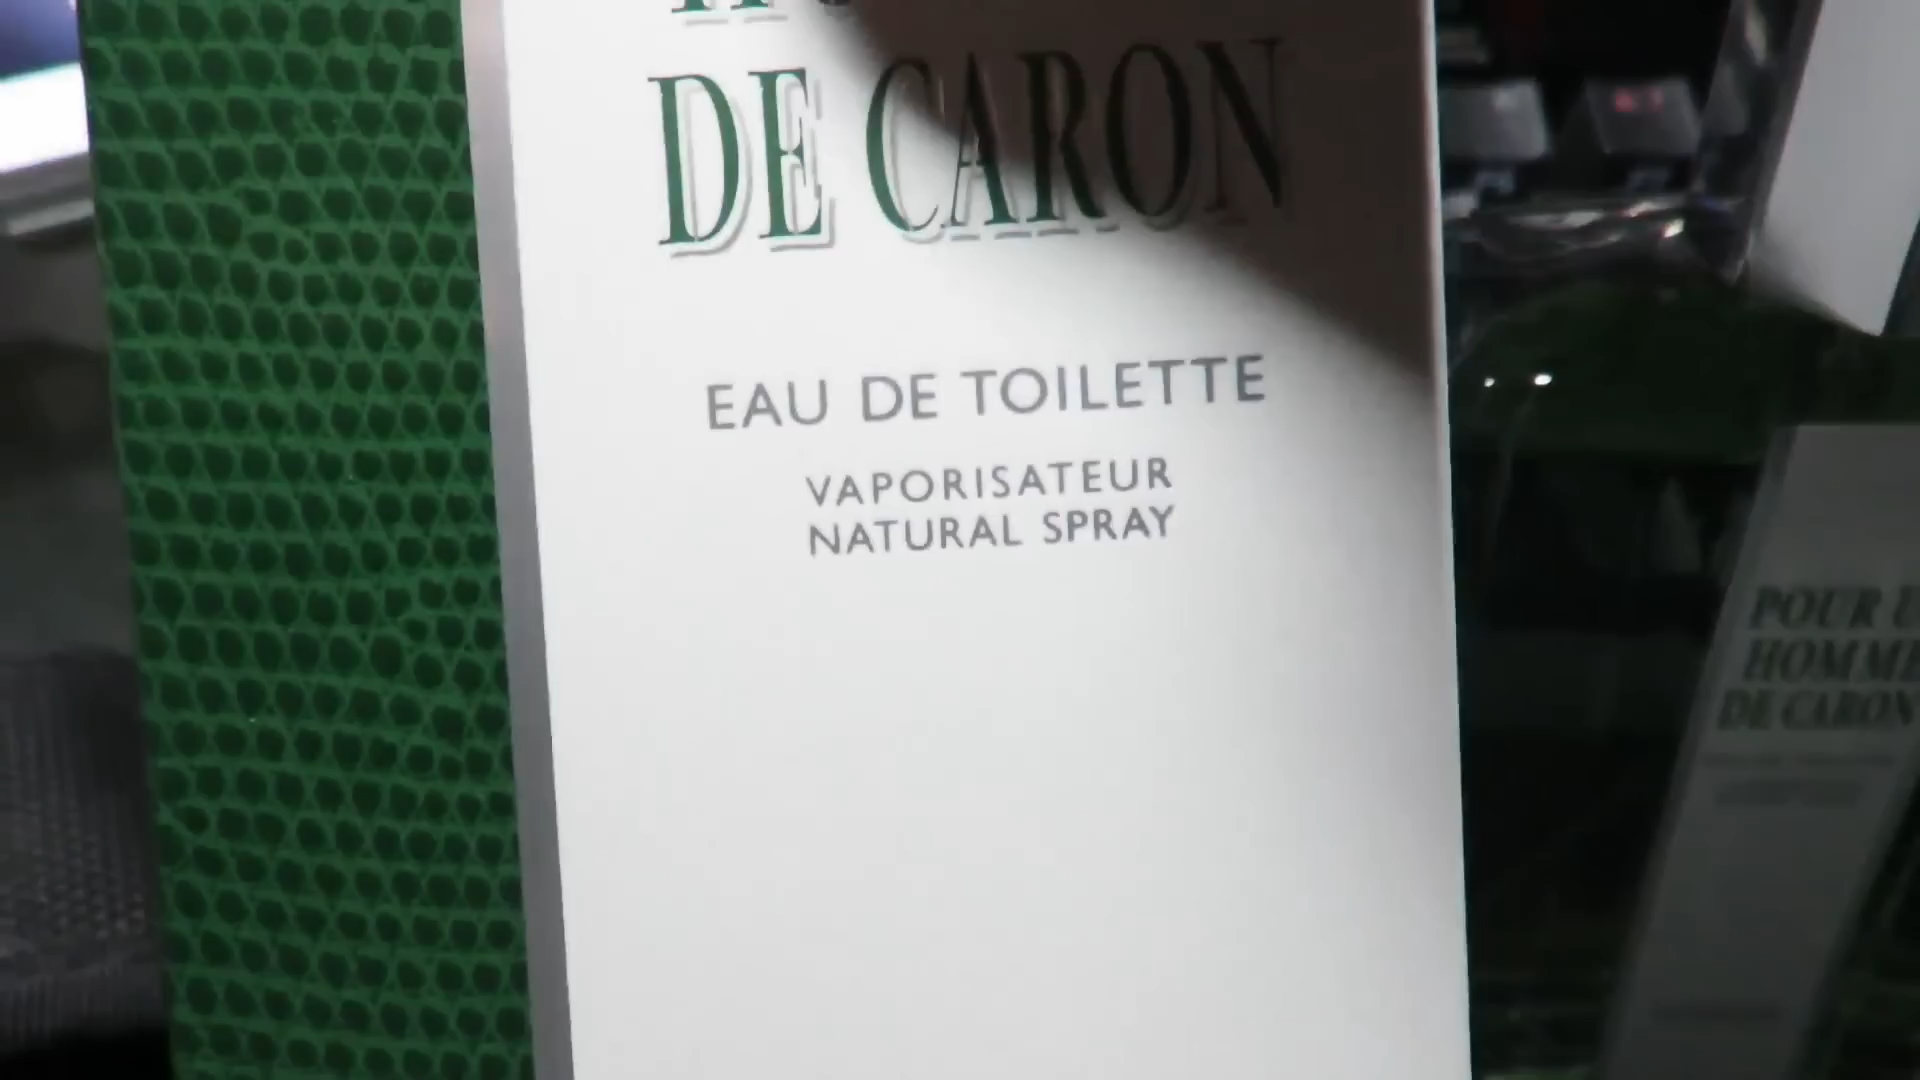 DE CARON
EAU DE TOILETTE
VAPORISATEUR
NATURAL SPRAY
POUR
HOMME
DE CARON